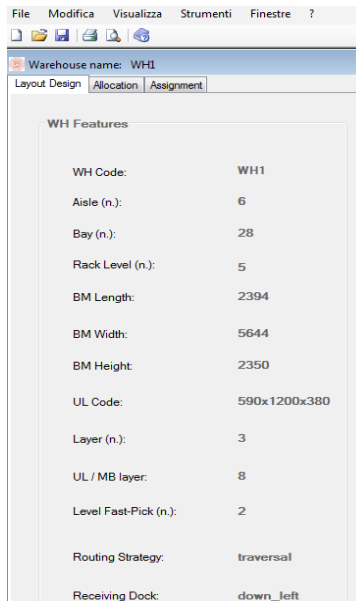 File Modifica Visualizza Strumenti Finestre ?
Warehouse name: WH1
Layout Design Allocation Assignment
WH Features
WH Code: WH1
Aisle (n.): 6
Bay (n.): 28
Rack Level (n.): 5
BM Length: 2394
BM Width: 5644
BM Height: 2350
UL Code: 590x1200x380
Layer (n.): 3
UL / MB layer: 8
Level Fast-Pick (n.): 2
Routing Strategy: traversal
Receiving Dock: down_left